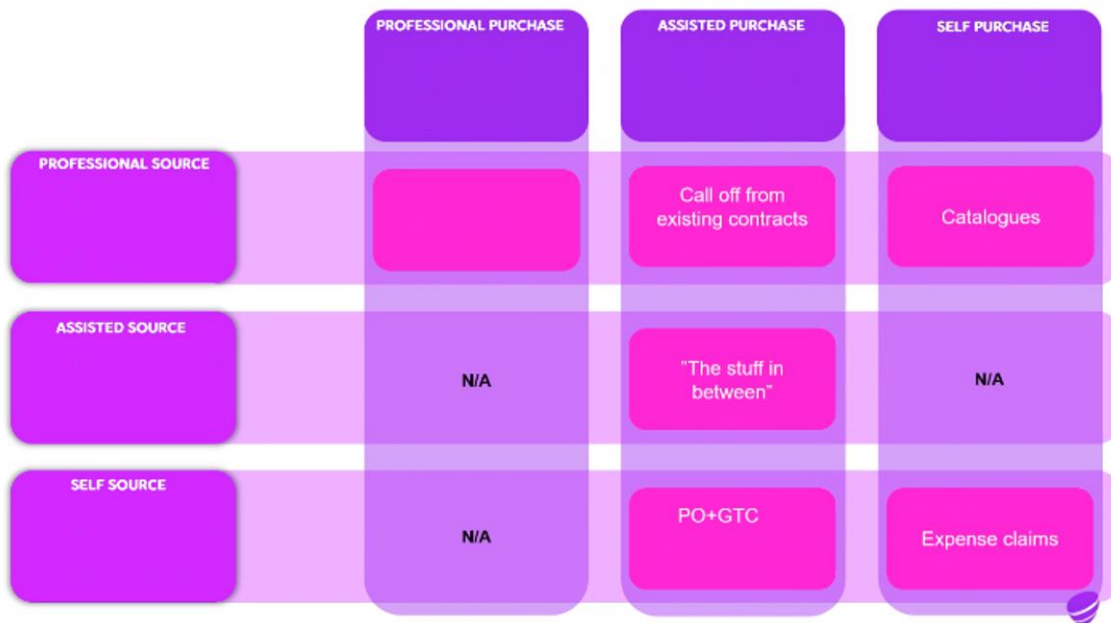 PROFESSIONAL PURCHASE
ASSISTED PURCHASE
SELF PURCHASE
PROFESSIONAL SOURCE
Call off from
existing contracts
Catalogues
ASSISTED SOURCE
N/A
"The stuff in
between"
N/A
SELF SOURCE
N/A
PO+GTC
Expense claims